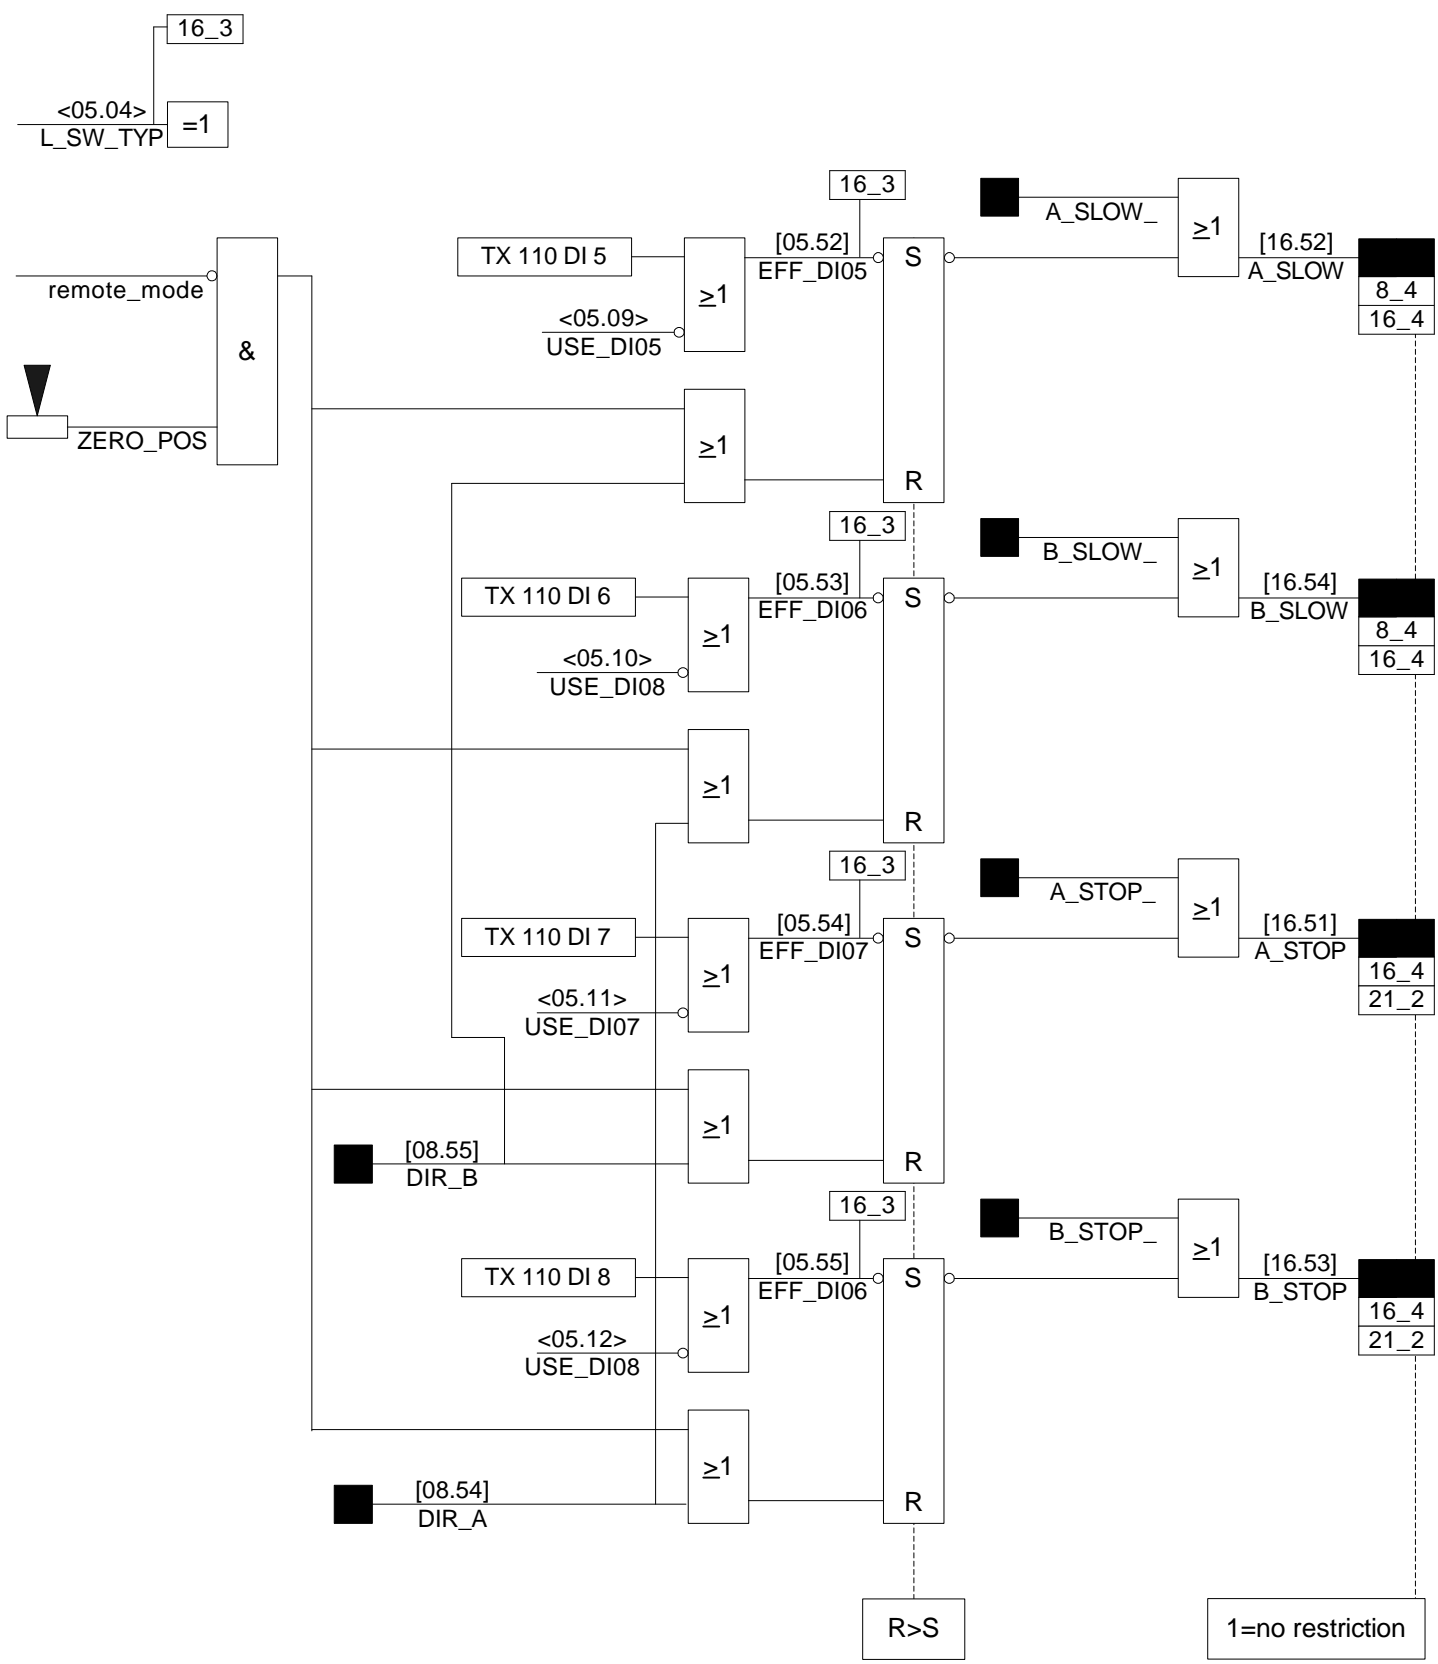 16_3
<05.04>
L_SW_TYP
=1
16_3
A_SLOW_
≥1
[16.52]
A_SLOW
8_4
16_4
TX 110 DI 5
[05.52]
EFF_DI05
S
≥1
<05.09>
USE_DI05
remote_mode
&
ZERO_POS
≥1
R
16_3
B_SLOW_
≥1
[16.54]
B_SLOW
8_4
16_4
TX 110 DI 6
[05.53]
EFF_DI06
S
≥1
<05.10>
USE_DI08
≥1
R
16_3
A_STOP_
≥1
[16.51]
A_STOP
16_4
21_2
TX 110 DI 7
[05.54]
EFF_DI07
S
≥1
<05.11>
USE_DI07
≥1
[08.55]
DIR_B
R
16_3
B_STOP_
≥1
[16.53]
B_STOP
16_4
21_2
TX 110 DI 8
[05.55]
EFF_DI06
S
≥1
<05.12>
USE_DI08
≥1
[08.54]
DIR_A
R
R>S
1=no restriction